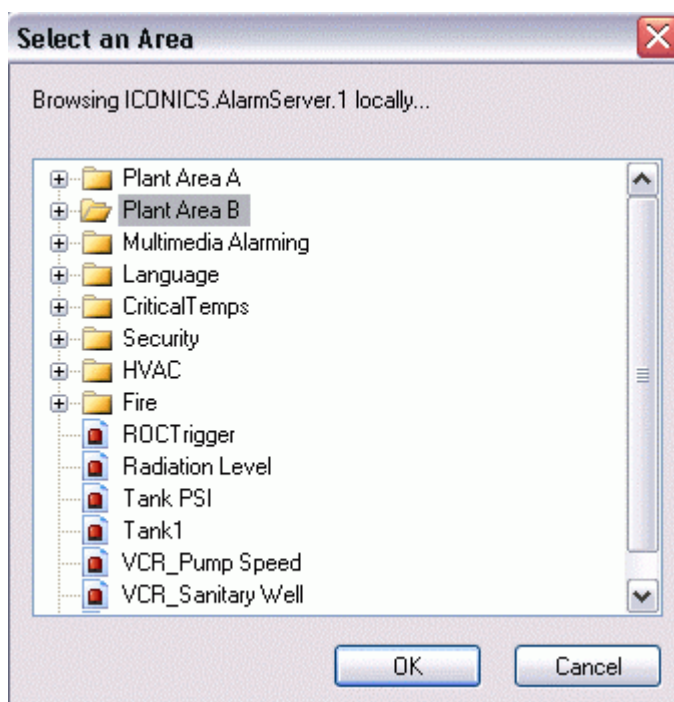 Select an Area
Browsing ICONICS.AlarmServer.1 locally...
Plant Area A
Plant Area B
Multimedia Alarming
Language
CriticalTemps
Security
HVAC
Fire
ROCTrigger
Radiation Level
Tank PSI
Tank1
VCR_Pump Speed
VCR_Sanitary Well
OK
Cancel